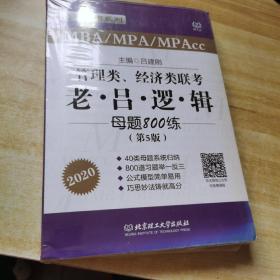 MBA/MPA/MPAcc
主编◎吕建刚
管理类、经济类联考
老·吕·逻·辑
母题800练
(第5版)
2020
●40类母题系统归纳
●800道习题举一反三
●公式模型简单易用
●巧思妙法铸就高分
北京理工大学出版社